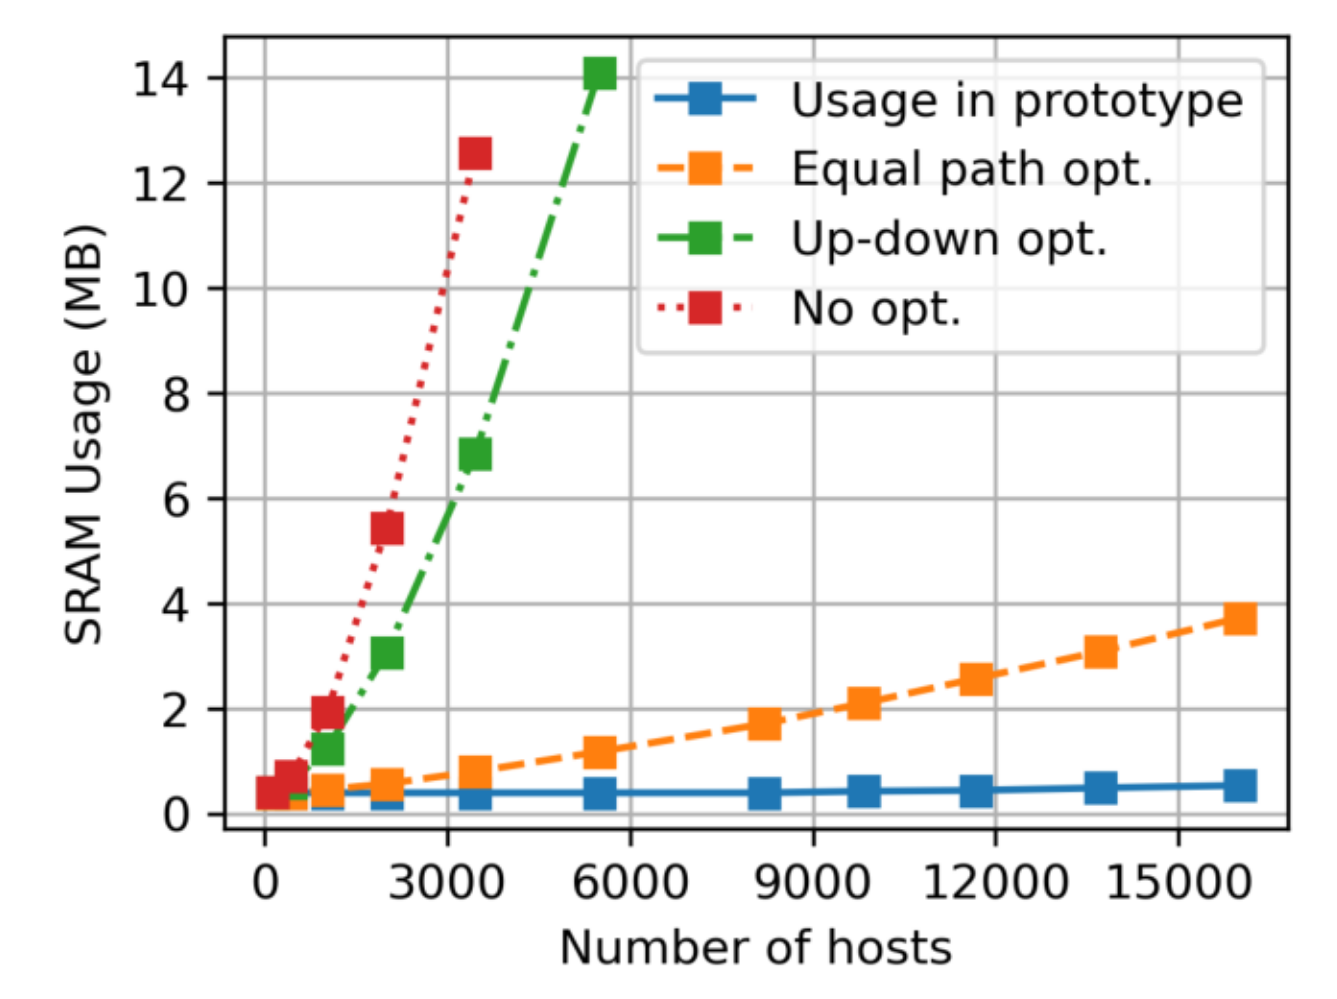 14
12
10
8
6
4
2
0
SRAM Usage (MB)
Usage in prototype
Equal path opt.
Up-down opt.
No opt.
0 3000 6000 9000 12000 15000
Number of hosts